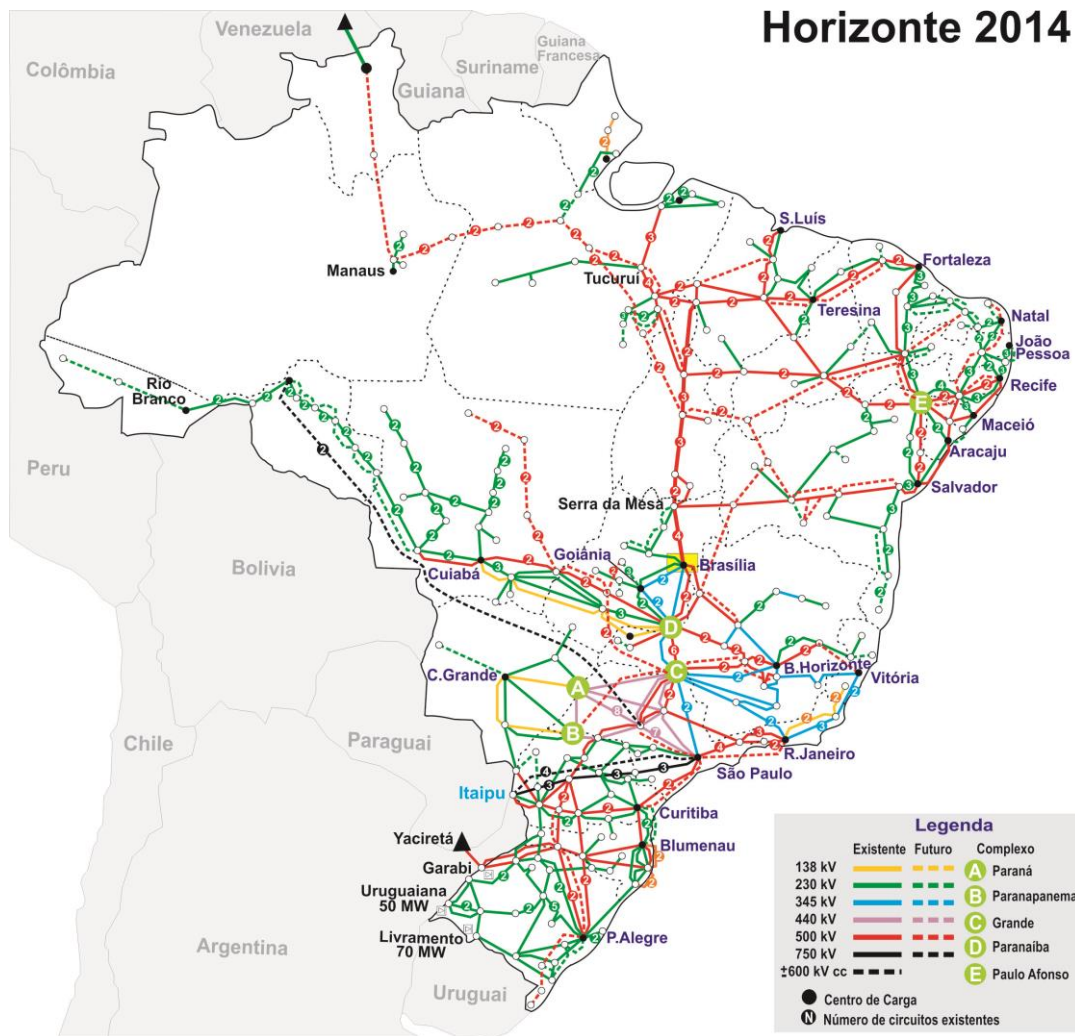 Horizonte 2014
Venezuela
Guiana
Francesa
Suriname
Colômbia
Guiana
S.Luís
Manaus
Tucuruí
Fortaleza
Teresina
Natal
João
Pessoa
Rio
Branco
Recife
E
Maceió
Aracaju
Peru
Serra da Mesa
Salvador
Goiânia
Brasília
Cuiabá
Bolivia
D
B.Horizonte
Vitória
C.Grande
C
A
B
Chile
Paraguai
R.Janeiro
São Paulo
Itaipu
Curitiba
Yaciretá
Blumenau
Garabi
Uruguaiana
50 MW
Livramento
70 MW
P.Alegre
Argentina
Uruguai
Legenda
Existente Futuro Complexo
138 kV A Paraná
230 kV B Paranapanema
345 kV
440 kV C Grande
500 kV D Paranaiba
750 kV
±600 kV cc E Paulo Afonso
Centro de Carga
N Número de circuitos existentes